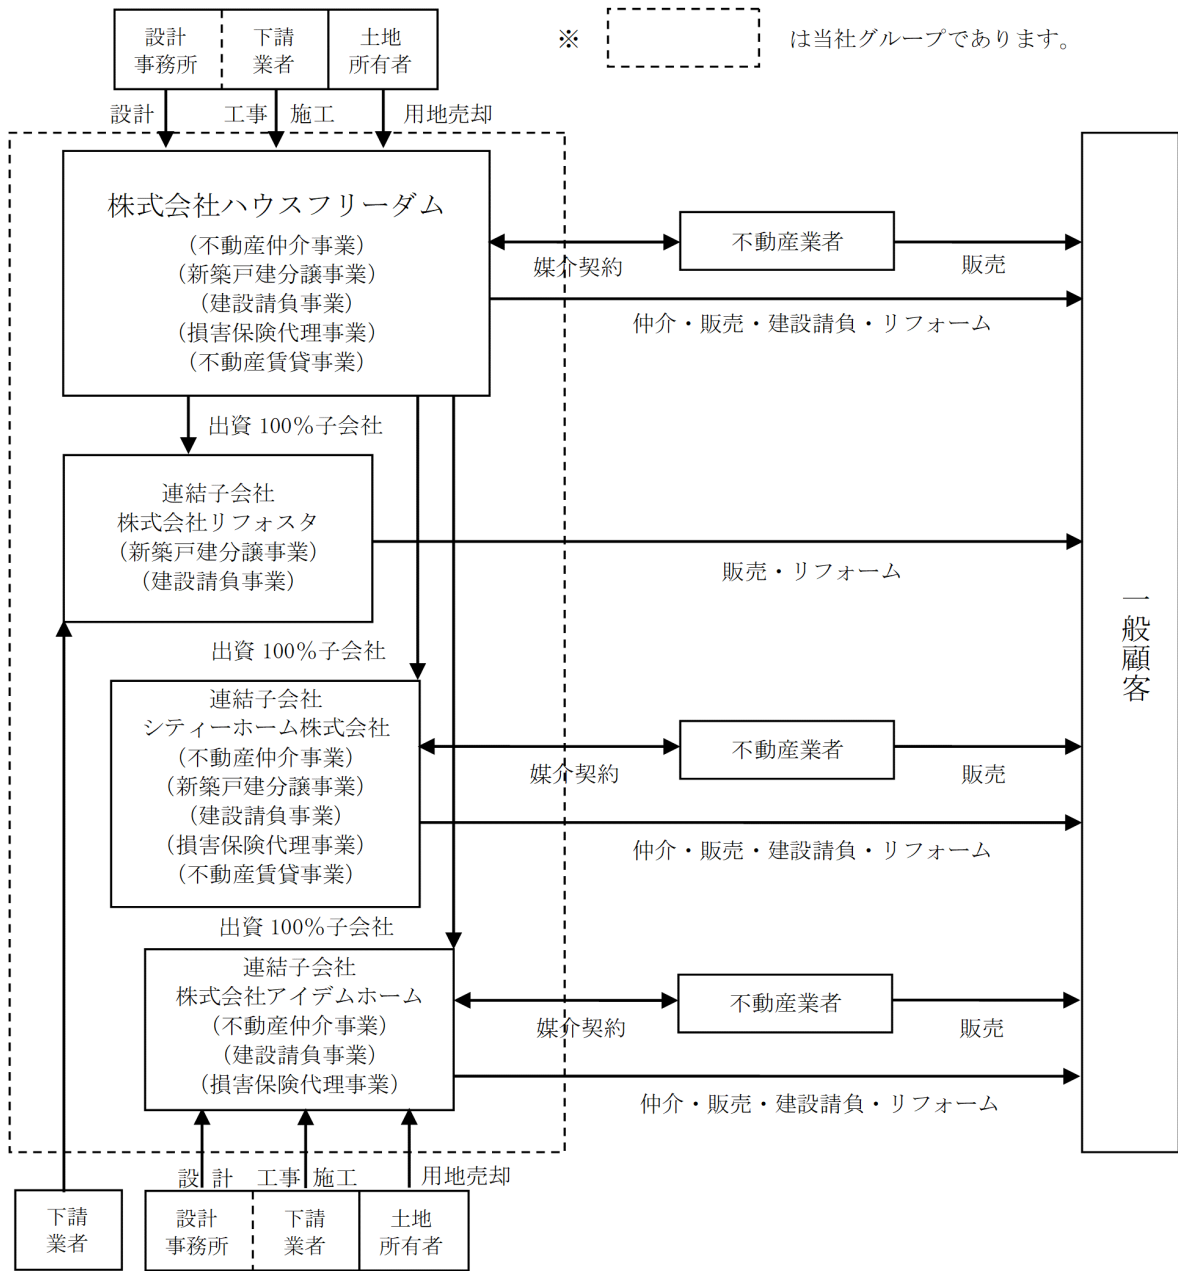 設計
事務所
下請
業者
土地
所有者
※
は当社グループであります。
設計
工事 施工
用地売却
株式会社ハウスフリーダム
(不動産仲介事業)
(新築戸建分譲事業)
(建設請負事業)
(損害保険代理事業)
(不動産賃貸事業)
媒介契約
不動産業者
販売
仲介・販売・建設請負・リフォーム
出資 100%子会社
連結子会社
株式会社リフォスタ
(新築戸建分譲事業)
(建設請負事業)
販売・リフォーム
一般顧客
出資 100%子会社
連結子会社
シティーホーム株式会社
(不動産仲介事業)
(新築戸建分譲事業)
(建設請負事業)
(損害保険代理事業)
(不動産賃貸事業)
媒介契約
不動産業者
販売
仲介・販売・建設請負・リフォーム
出資 100%子会社
連結子会社
株式会社アイデムホーム
(不動産仲介事業)
(建設請負事業)
(損害保険代理事業)
媒介契約
不動産業者
販売
仲介・販売・建設請負・リフォーム
設 計
工事 施工
用地売却
下請
業者
設計
事務所
下請
業者
土地
所有者